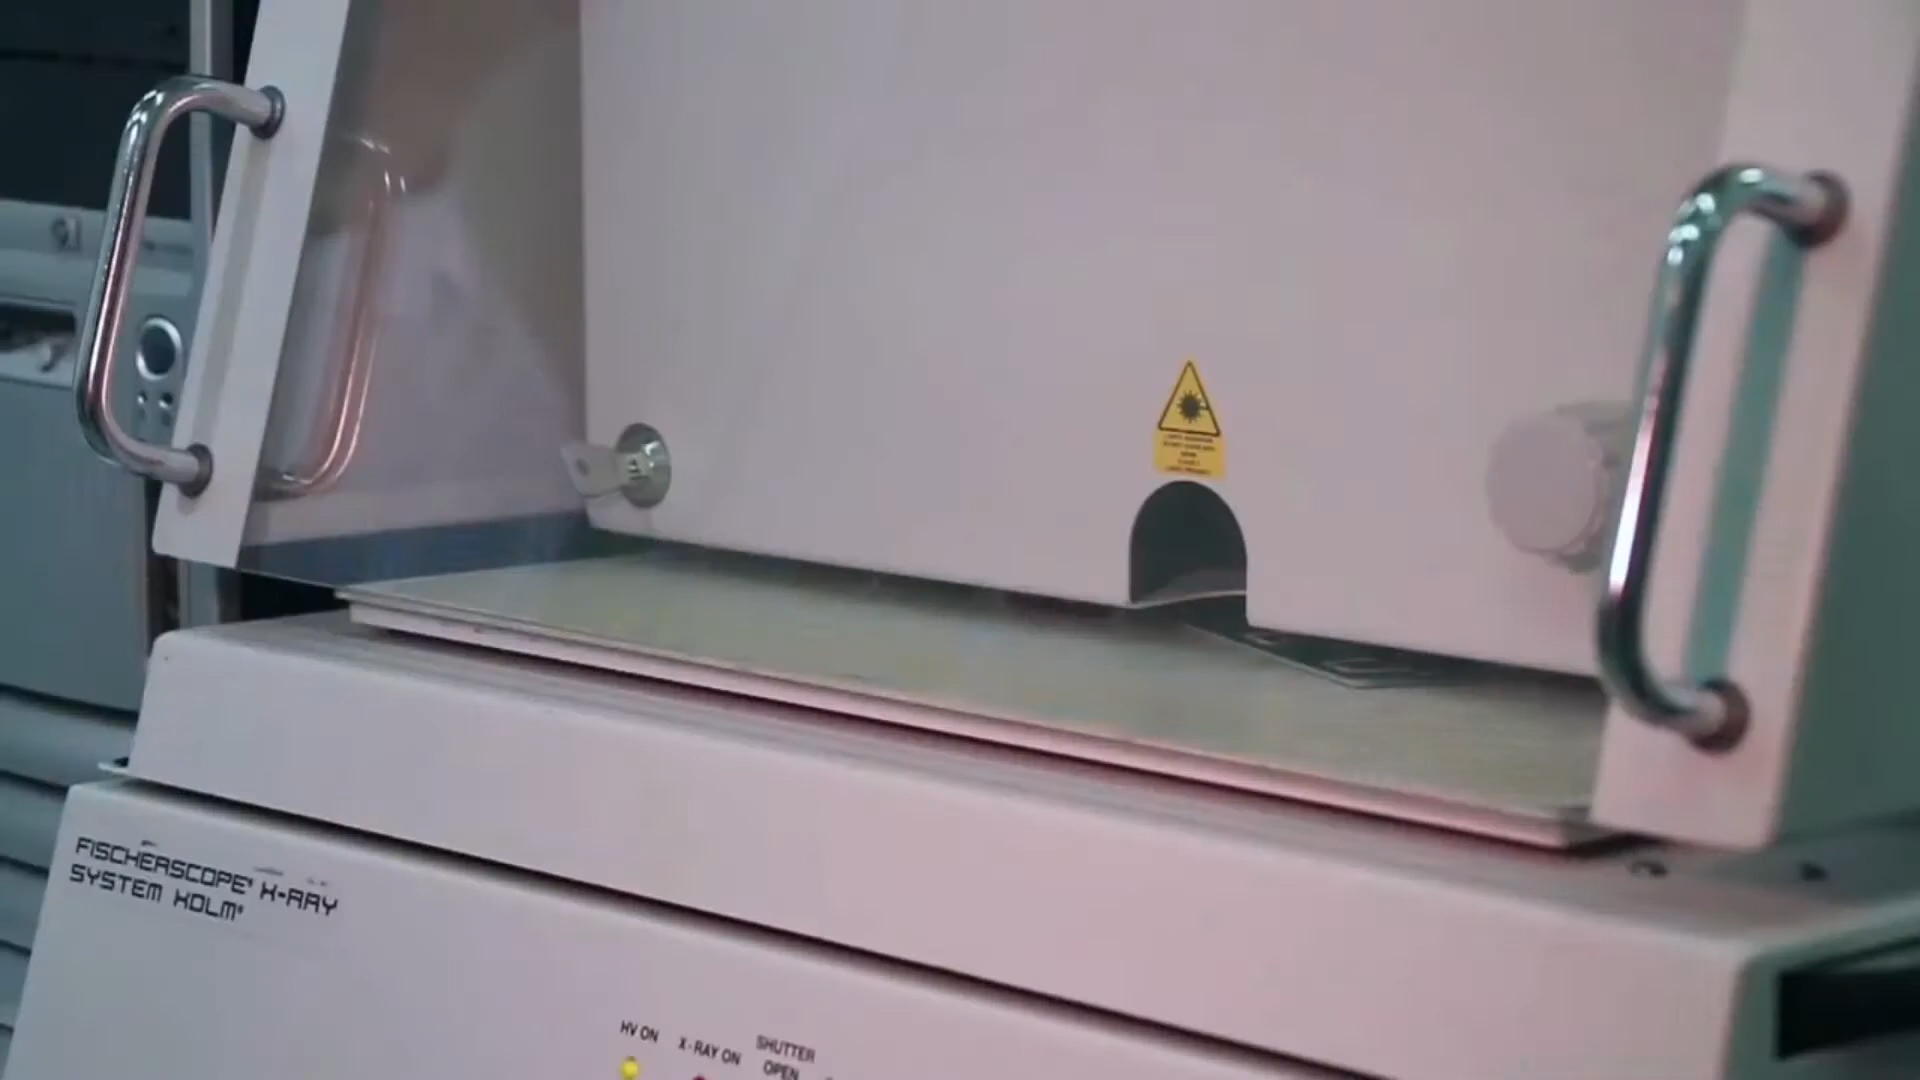 FISCHERSCOPE® X-RAY
SYSTEM XDLM®
HV ON
X-RAY ON
SHUTTER
OPEN